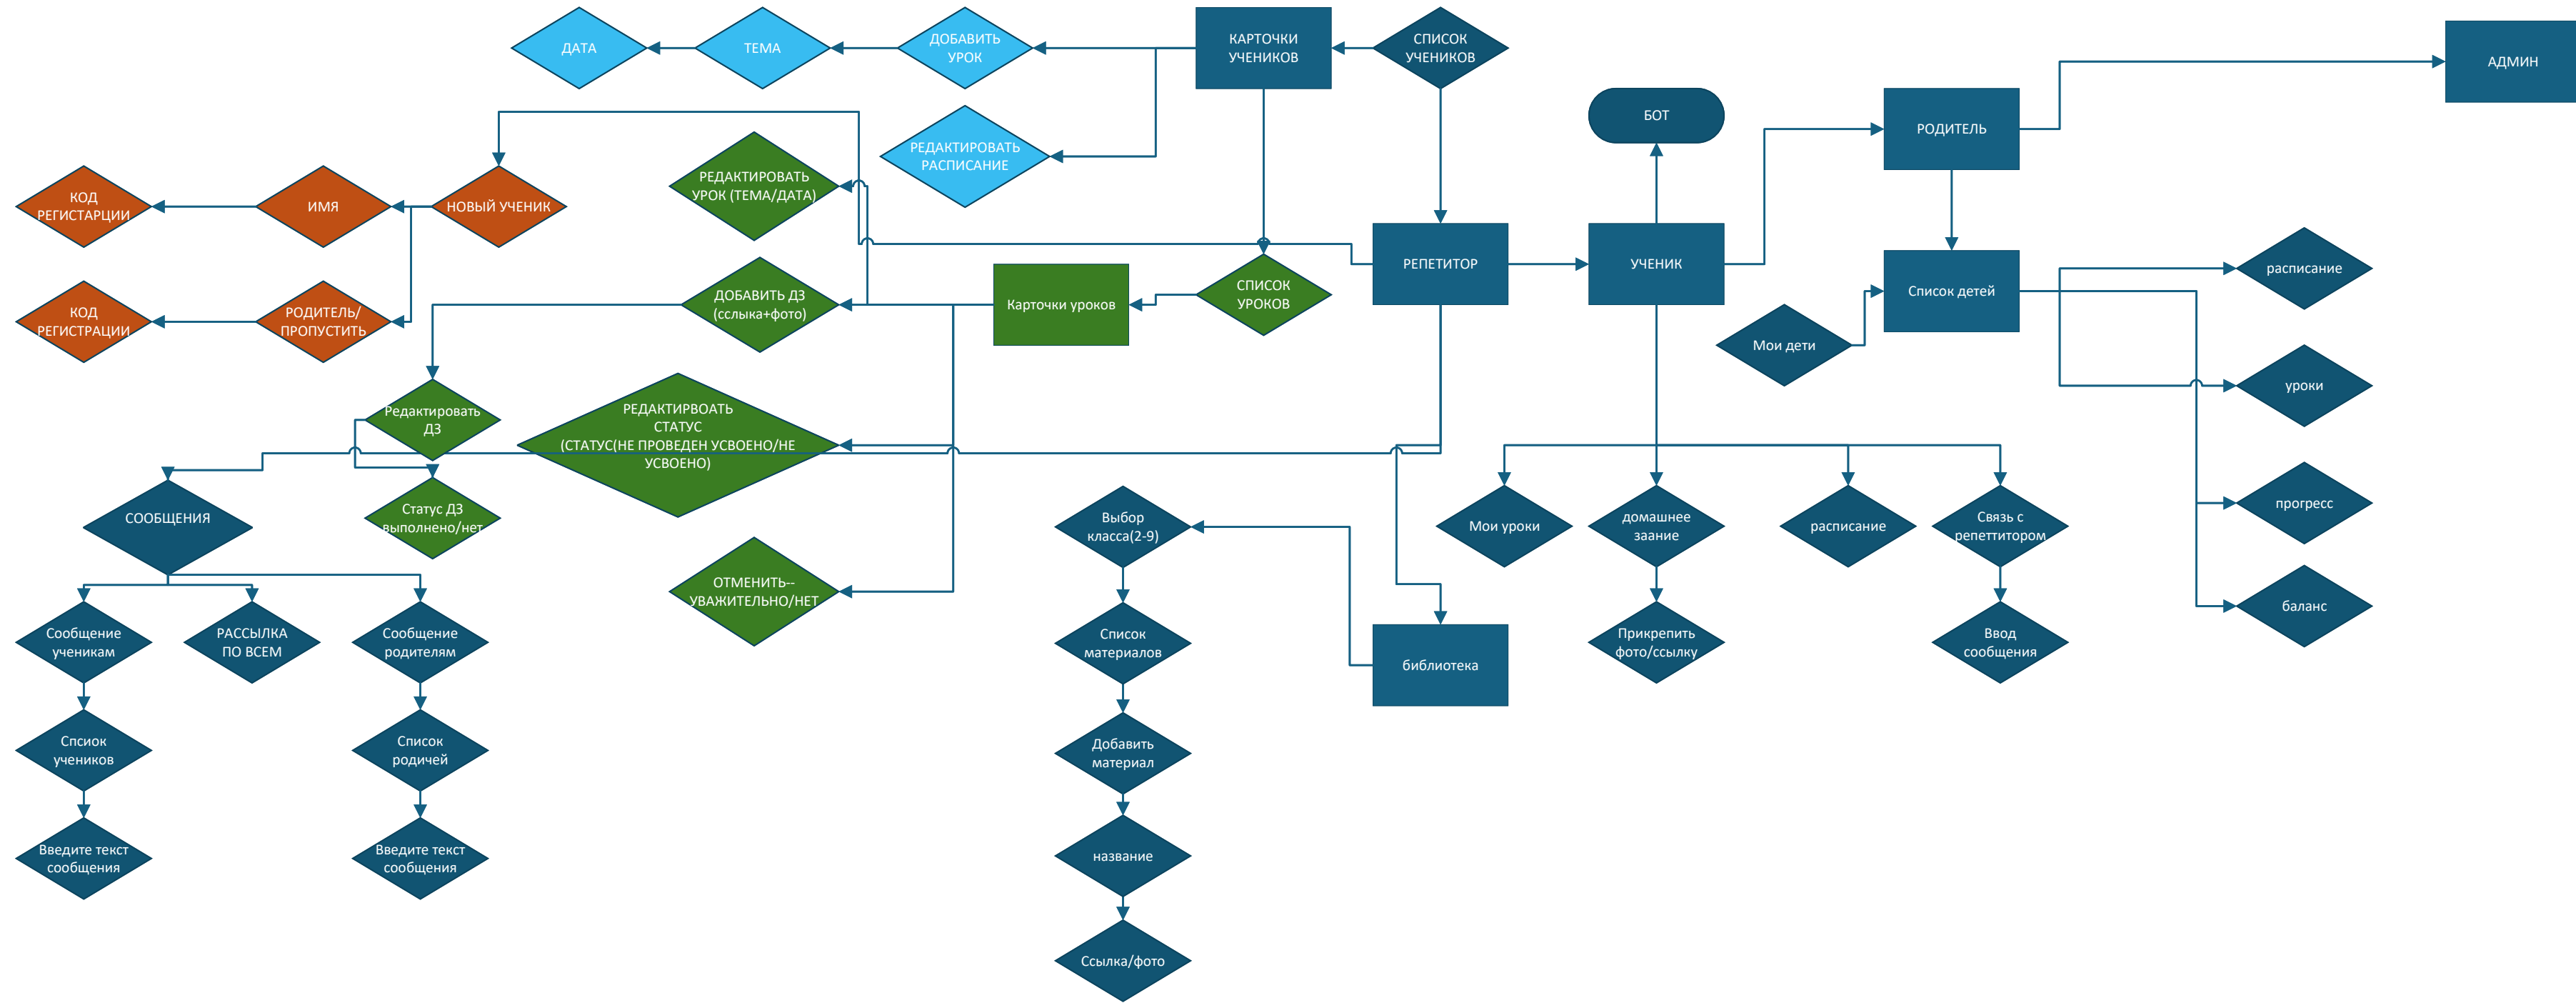 ДАТА
ТЕМА
ДОБАВИТЬ
УРОК
КАРТОЧКИ
УЧЕНИКОВ
СПИСОК
УЧЕНИКОВ
АДМИН
БОТ
РОДИТЕЛЬ
РЕДАКТИРОВАТЬ
РАСПИСАНИЕ
РЕДАКТИРОВАТЬ
УРОК (ТЕМА/ДАТА)
КОД
РЕГИСТАРЦИИ
ИМЯ
НОВЫЙ УЧЕНИК
РЕПЕТИТОР
УЧЕНИК
расписание
Список детей
КОД
РЕГИСТРАЦИИ
РОДИТЕЛЬ/
ПРОПУСТИТЬ
ДОБАВИТЬ ДЗ
(сслыка+фото)
Карточки уроков
СПИСОК
УРОКОВ
Мои дети
уроки
Редактировать
ДЗ
РЕДАКТИРВОАТЬ
СТАТУС
(СТАТУС(НЕ ПРОВЕДЕН УСВОЕНО/НЕ
УСВОЕНО)
прогресс
СООБЩЕНИЯ
Статус ДЗ
выполнено/нет
Выбор
класса(2-9)
Мои уроки
домашнее
заание
расписание
Связь с
репеттитором
ОТМЕНИТЬ--
УВАЖИТЕЛЬНО/НЕТ
баланс
Сообщение
ученикам
РАССЫЛКА
ПО ВСЕМ
Сообщение
родителям
Список
материалов
библиотека
Прикрепить
фото/ссылку
Ввод
сообщения
Спсиок
учеников
Список
родичей
Добавить
материал
Введите текст
сообщения
Введите текст
сообщения
название
Ссылка/фото